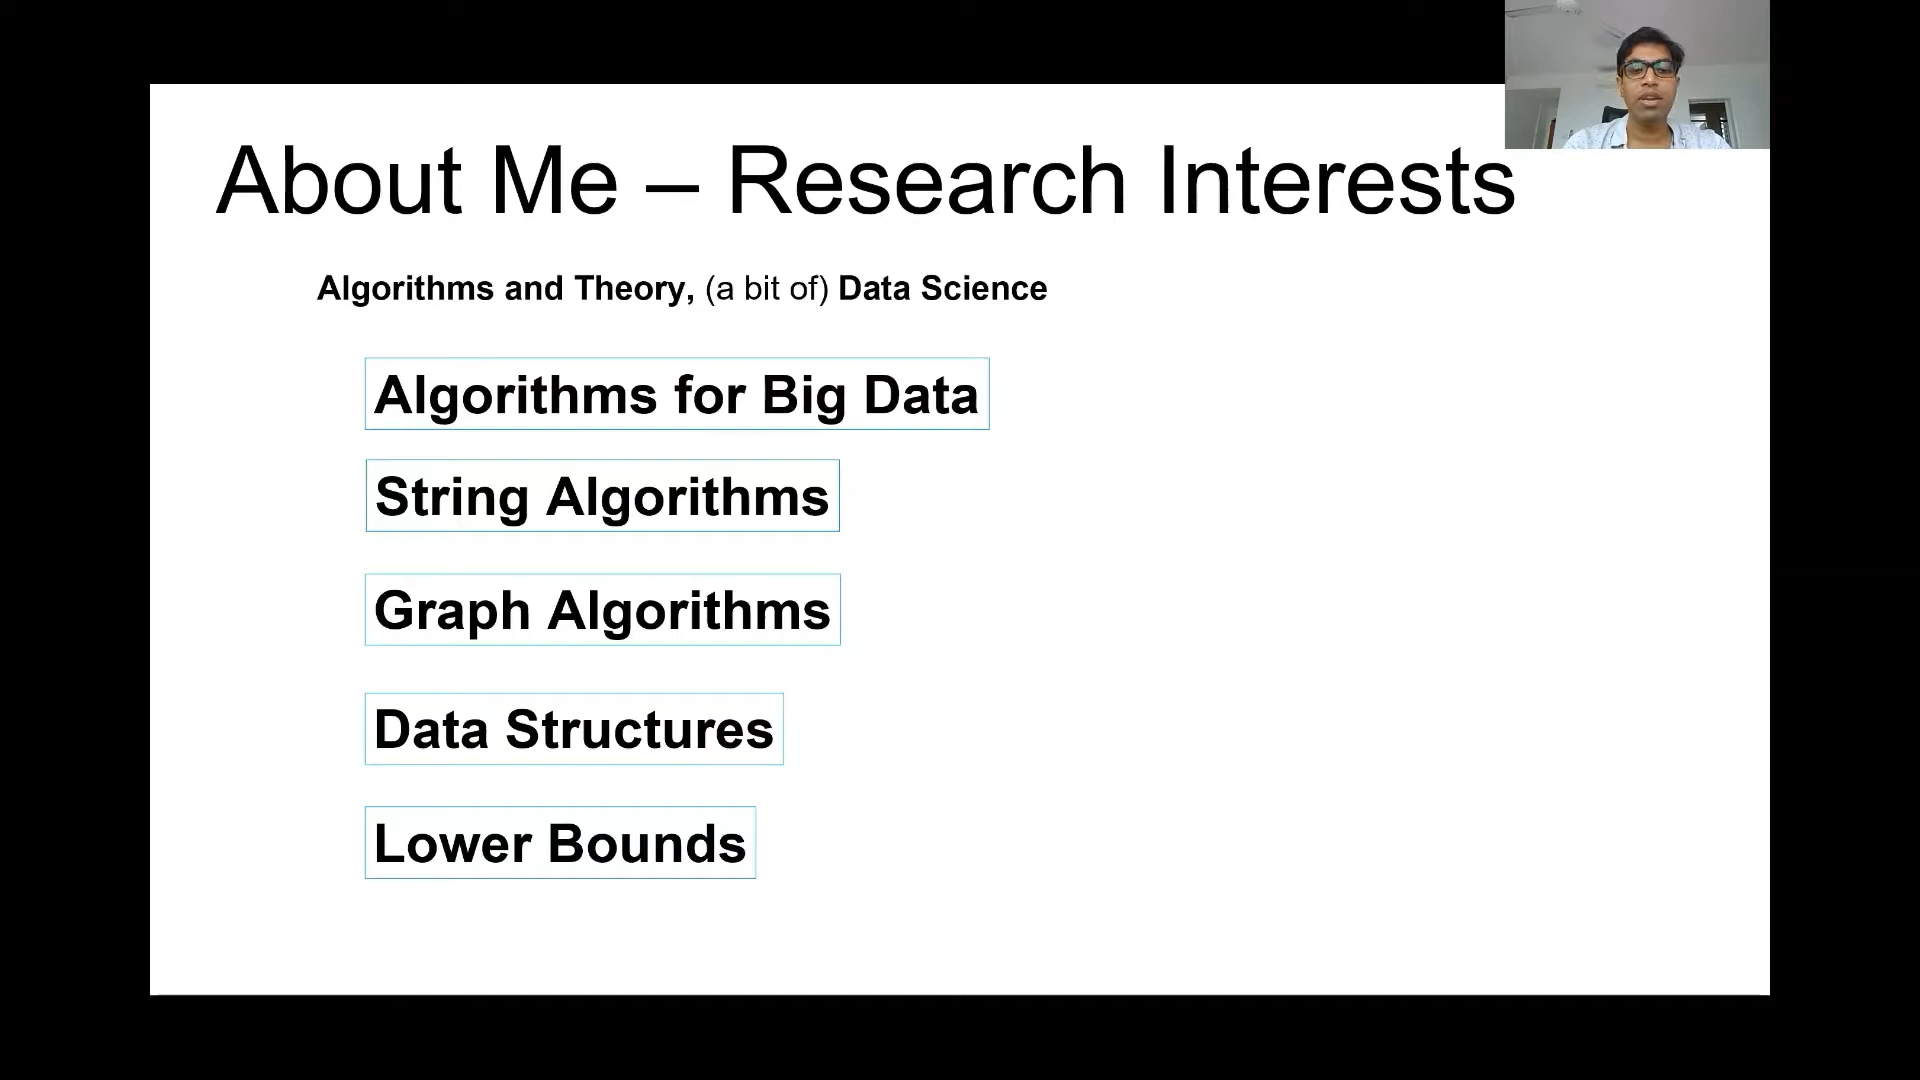 About Me – Research Interests
Algorithms and Theory, (a bit of) Data Science
Algorithms for Big Data
String Algorithms
Graph Algorithms
Data Structures
Lower Bounds